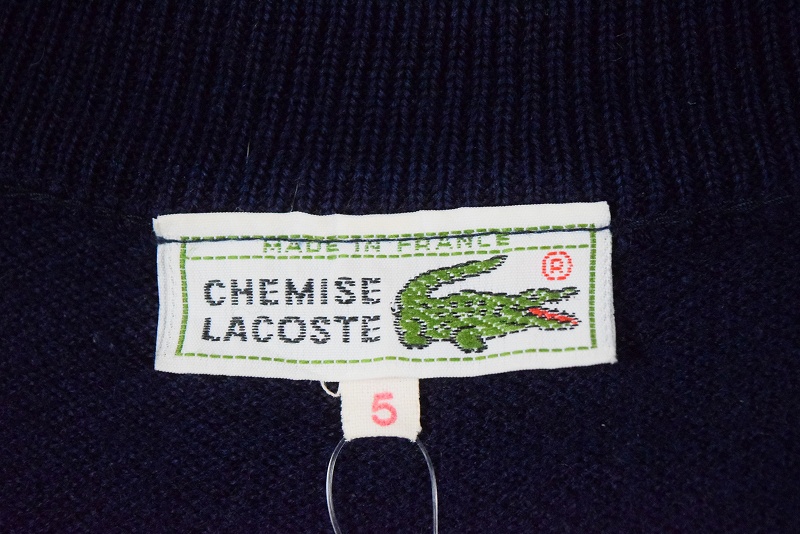 MADE IN FRANCE
®
CHEMISE
LACOSTE
5